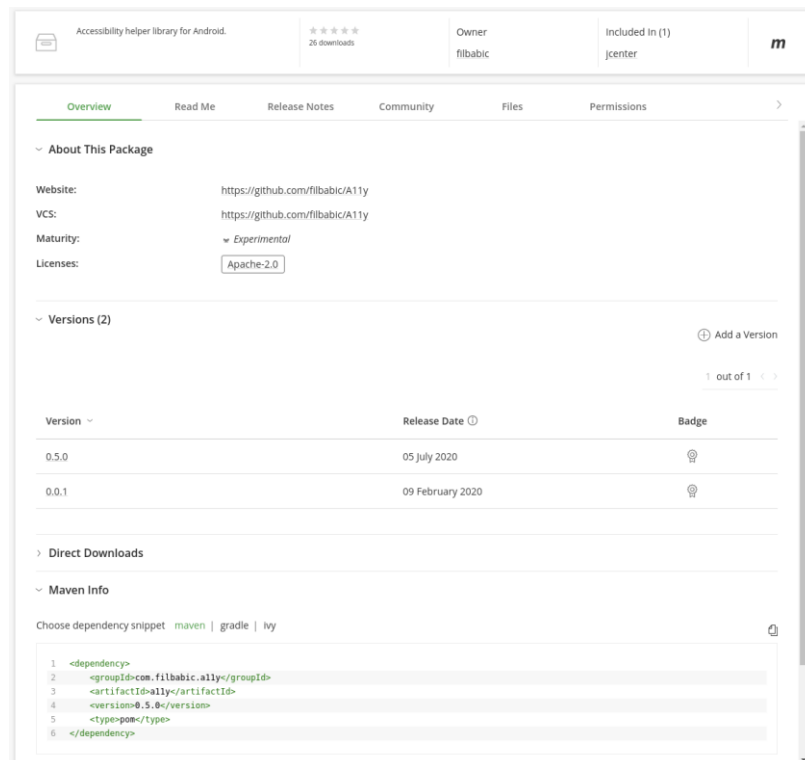 Accessibility helper library for Android.
26 downloads
Owner
filbabic
Included In (1)
jcenter
m
Overview Read Me Release Notes Community Files Permissions
About This Package
Website: https://github.com/filbabic/A11y
VCS: https://github.com/filbabic/A11y
Maturity: Experimental
Licenses: Apache-2.0
Versions (2)
Add a Version
1 out of 1
Version Release Date Badge
0.5.0 05 July 2020
0.0.1 09 February 2020
Direct Downloads
Maven Info
Choose dependency snippet maven | gradle | ivy
1 <dependency>
2 <groupId>com.filbabic.a11y</groupId>
3 <artifactId>a11y</artifactId>
4 <version>0.5.0</version>
5 <type>pom</type>
6 </dependency>